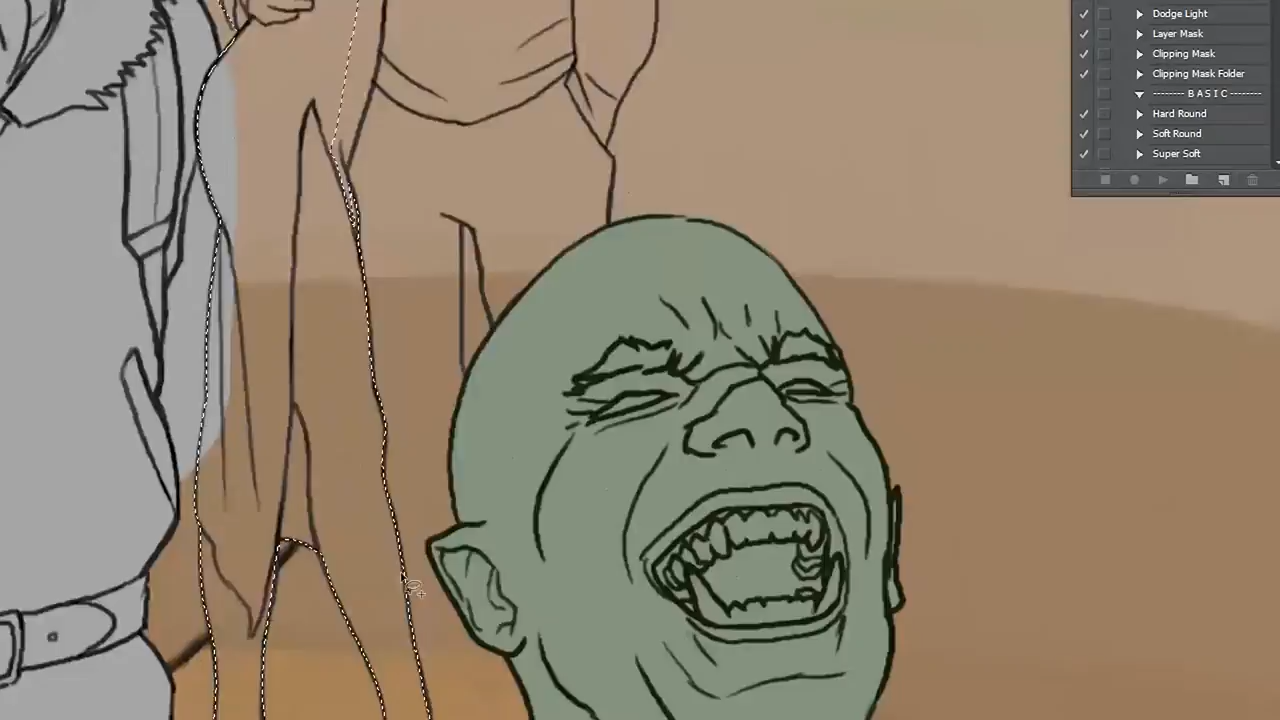 Dodge Light
Layer Mask
Clipping Mask
Clipping Mask Folder
-------- B A S I C --------
Hard Round
Soft Round
Super Soft